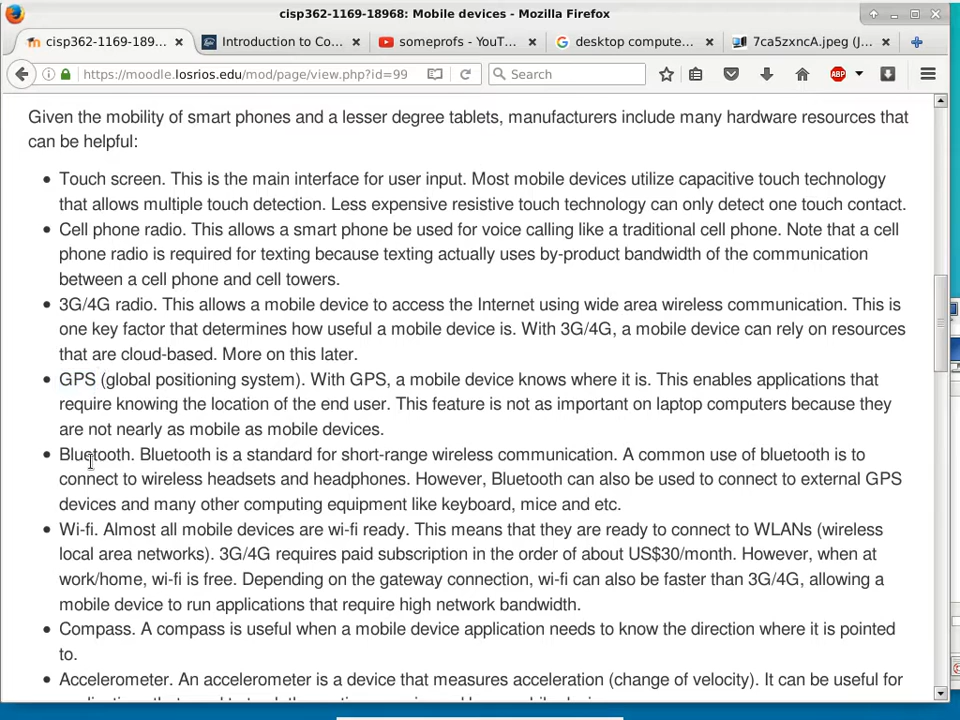 cisp362-1169-18968: Mobile devices - Mozilla Firefox
cisp362-1169-189...
Introduction to Co...
someprofs - YouT...
desktop compute...
7ca5zxncA.jpeg (J...
https://moodle.losrios.edu/mod/page/view.php?id=99
Search
ABP
Given the mobility of smart phones and a lesser degree tablets, manufacturers include many hardware resources that
can be helpful:
Touch screen. This is the main interface for user input. Most mobile devices utilize capacitive touch technology
that allows multiple touch detection. Less expensive resistive touch technology can only detect one touch contact.
Cell phone radio. This allows a smart phone be used for voice calling like a traditional cell phone. Note that a cell
phone radio is required for texting because texting actually uses by-product bandwidth of the communication
between a cell phone and cell towers.
3G/4G radio. This allows a mobile device to access the Internet using wide area wireless communication. This is
one key factor that determines how useful a mobile device is. With 3G/4G, a mobile device can rely on resources
that are cloud-based. More on this later.
GPS (global positioning system). With GPS, a mobile device knows where it is. This enables applications that
require knowing the location of the end user. This feature is not as important on laptop computers because they
are not nearly as mobile as mobile devices.
Bluetooth. Bluetooth is a standard for short-range wireless communication. A common use of bluetooth is to
connect to wireless headsets and headphones. However, Bluetooth can also be used to connect to external GPS
devices and many other computing equipment like keyboard, mice and etc.
Wi-fi. Almost all mobile devices are wi-fi ready. This means that they are ready to connect to WLANs (wireless
local area networks). 3G/4G requires paid subscription in the order of about US$30/month. However, when at
work/home, wi-fi is free. Depending on the gateway connection, wi-fi can also be faster than 3G/4G, allowing a
mobile device to run applications that require high network bandwidth.
Compass. A compass is useful when a mobile device application needs to know the direction where it is pointed
to.
Accelerometer. An accelerometer is a device that measures acceleration (change of velocity). It can be useful for